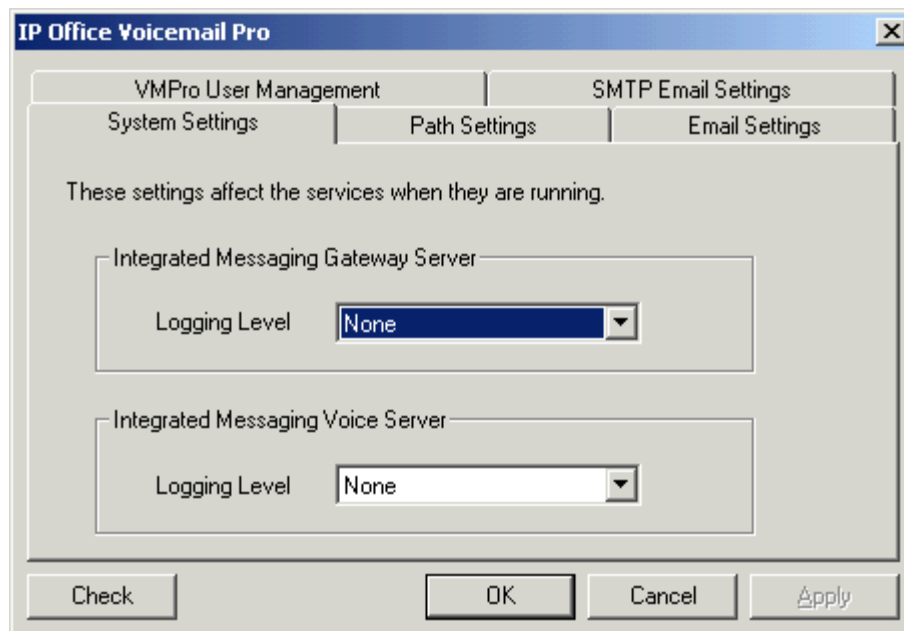 IP Office Voicemail Pro
VMPro User Management SMTP Email Settings
System Settings Path Settings Email Settings
These settings affect the services when they are running.
Integrated Messaging Gateway Server
Logging Level None
Integrated Messaging Voice Server
Logging Level None
Check OK Cancel Apply